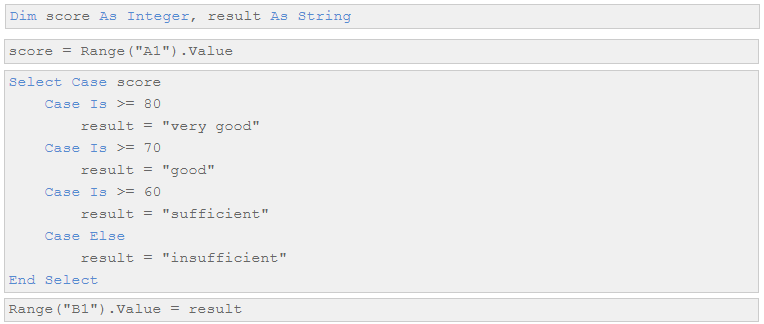 Dim score As Integer, result As String
score = Range("A1").Value
Select Case score
    Case Is >= 80
        result = "very good"
    Case Is >= 70
        result = "good"
    Case Is >= 60
        result = "sufficient"
    Case Else
        result = "insufficient"
End Select
Range("B1").Value = result